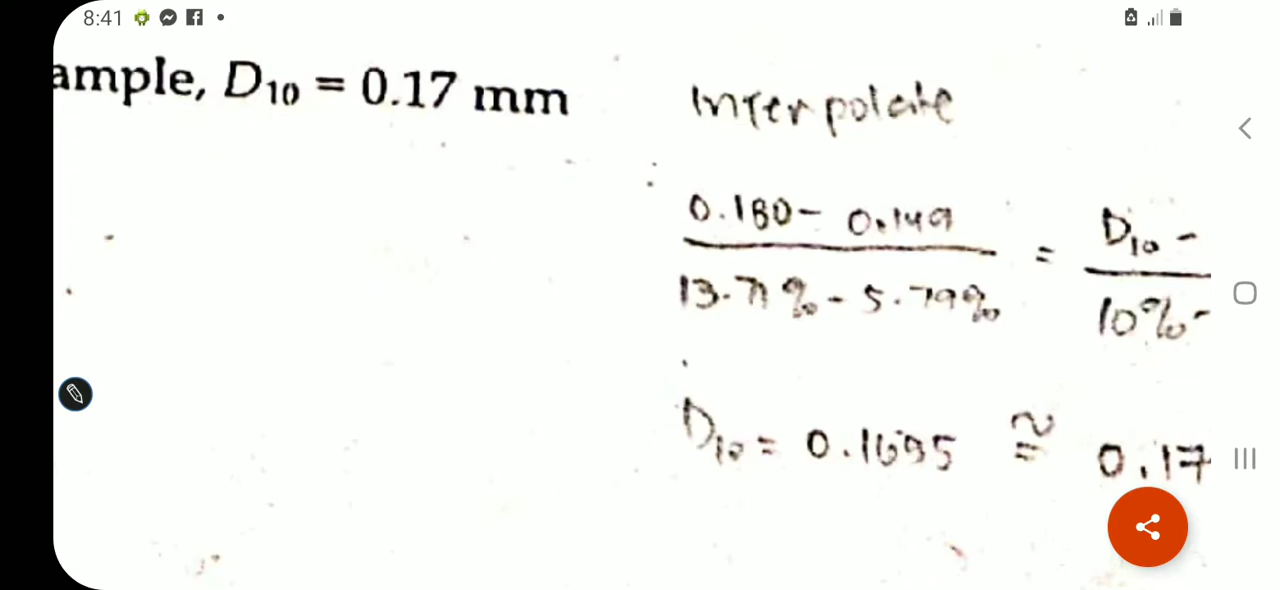 8:41
ample, D10 = 0.17 mm
Interpolate
0.180 - 0.149 = D10 -
13.71% - 5.79% 10% -
D10 = 0.1655 ≅ 0.17